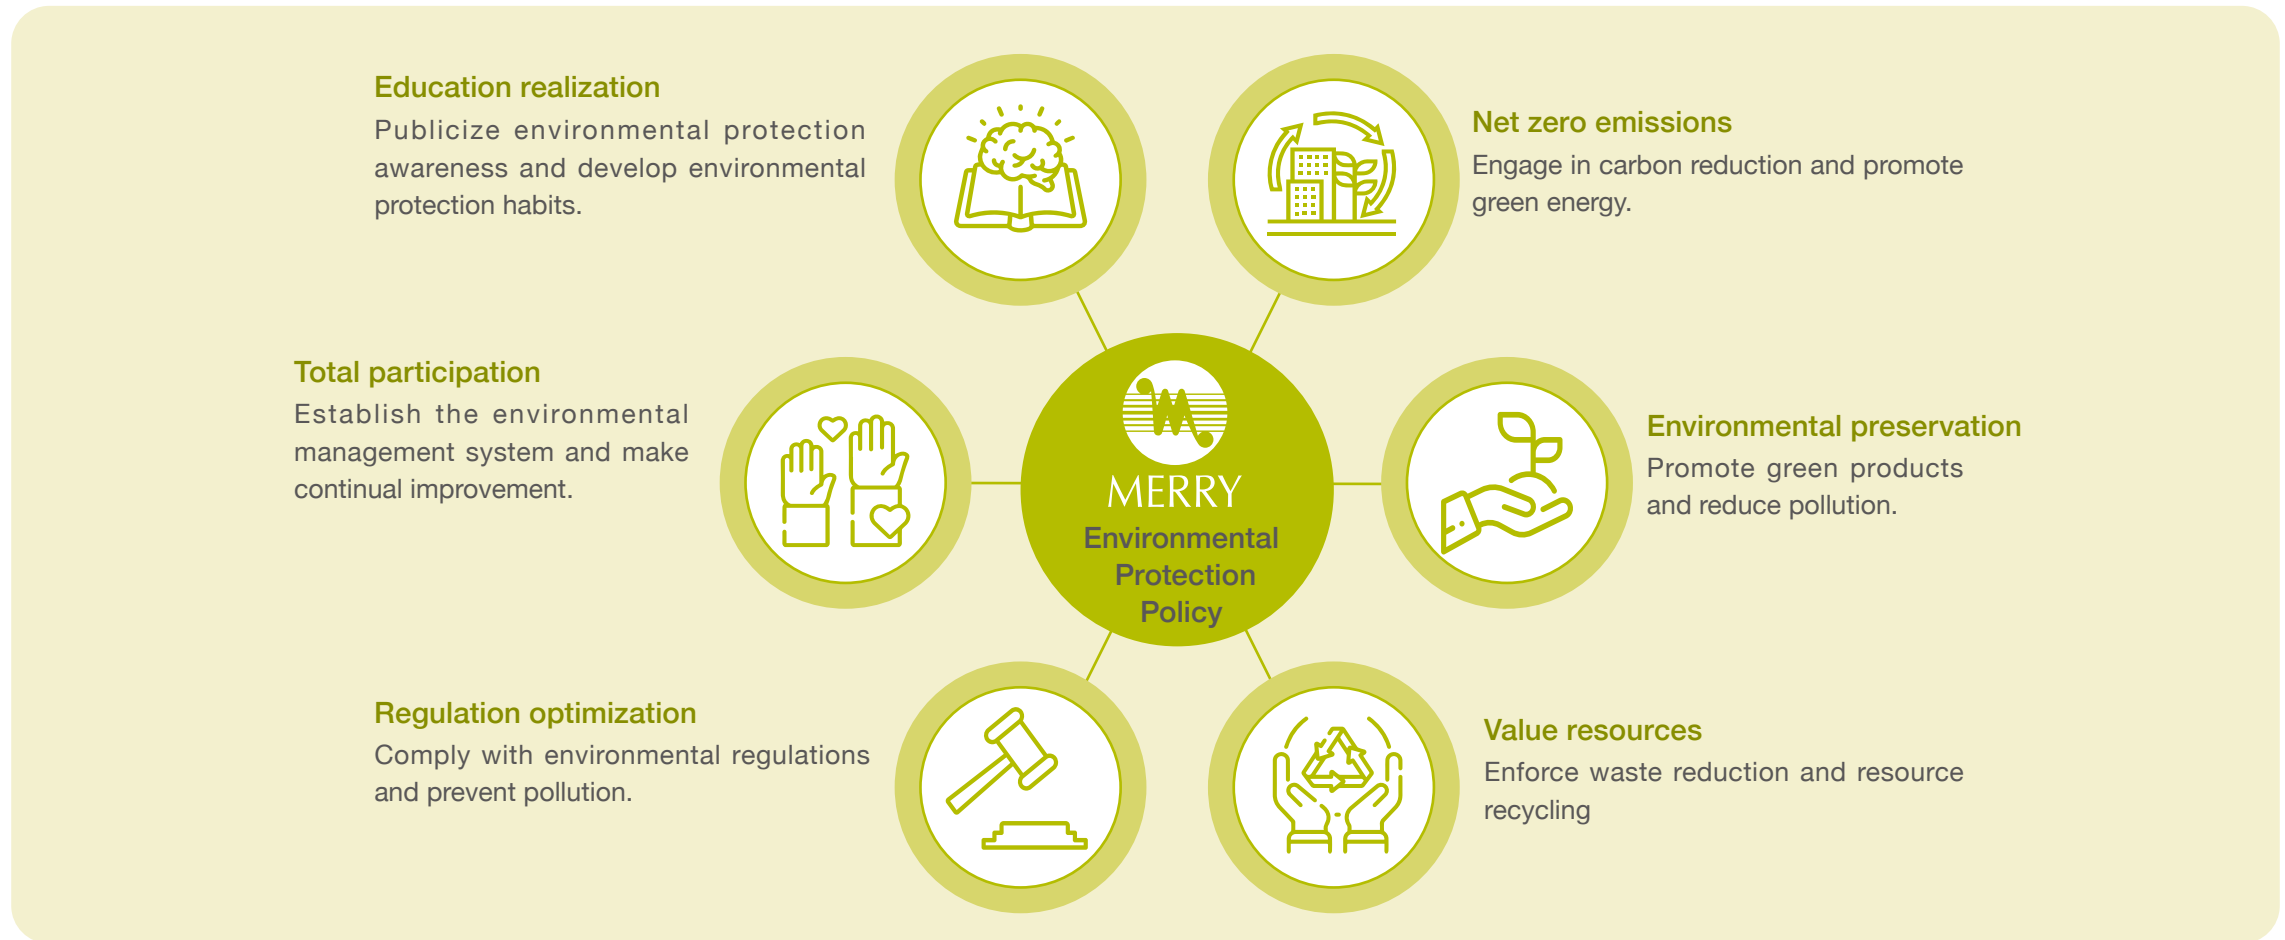 Education realization
Publicize environmental protection
awareness and develop environmental
protection habits.
Net zero emissions
Engage in carbon reduction and promote
green energy.
Total participation
Establish the environmental
management system and make
continual improvement.
MERRY
Environmental
Protection
Policy
Environmental preservation
Promote green products
and reduce pollution.
Regulation optimization
Comply with environmental regulations
and prevent pollution.
Value resources
Enforce waste reduction and resource
recycling